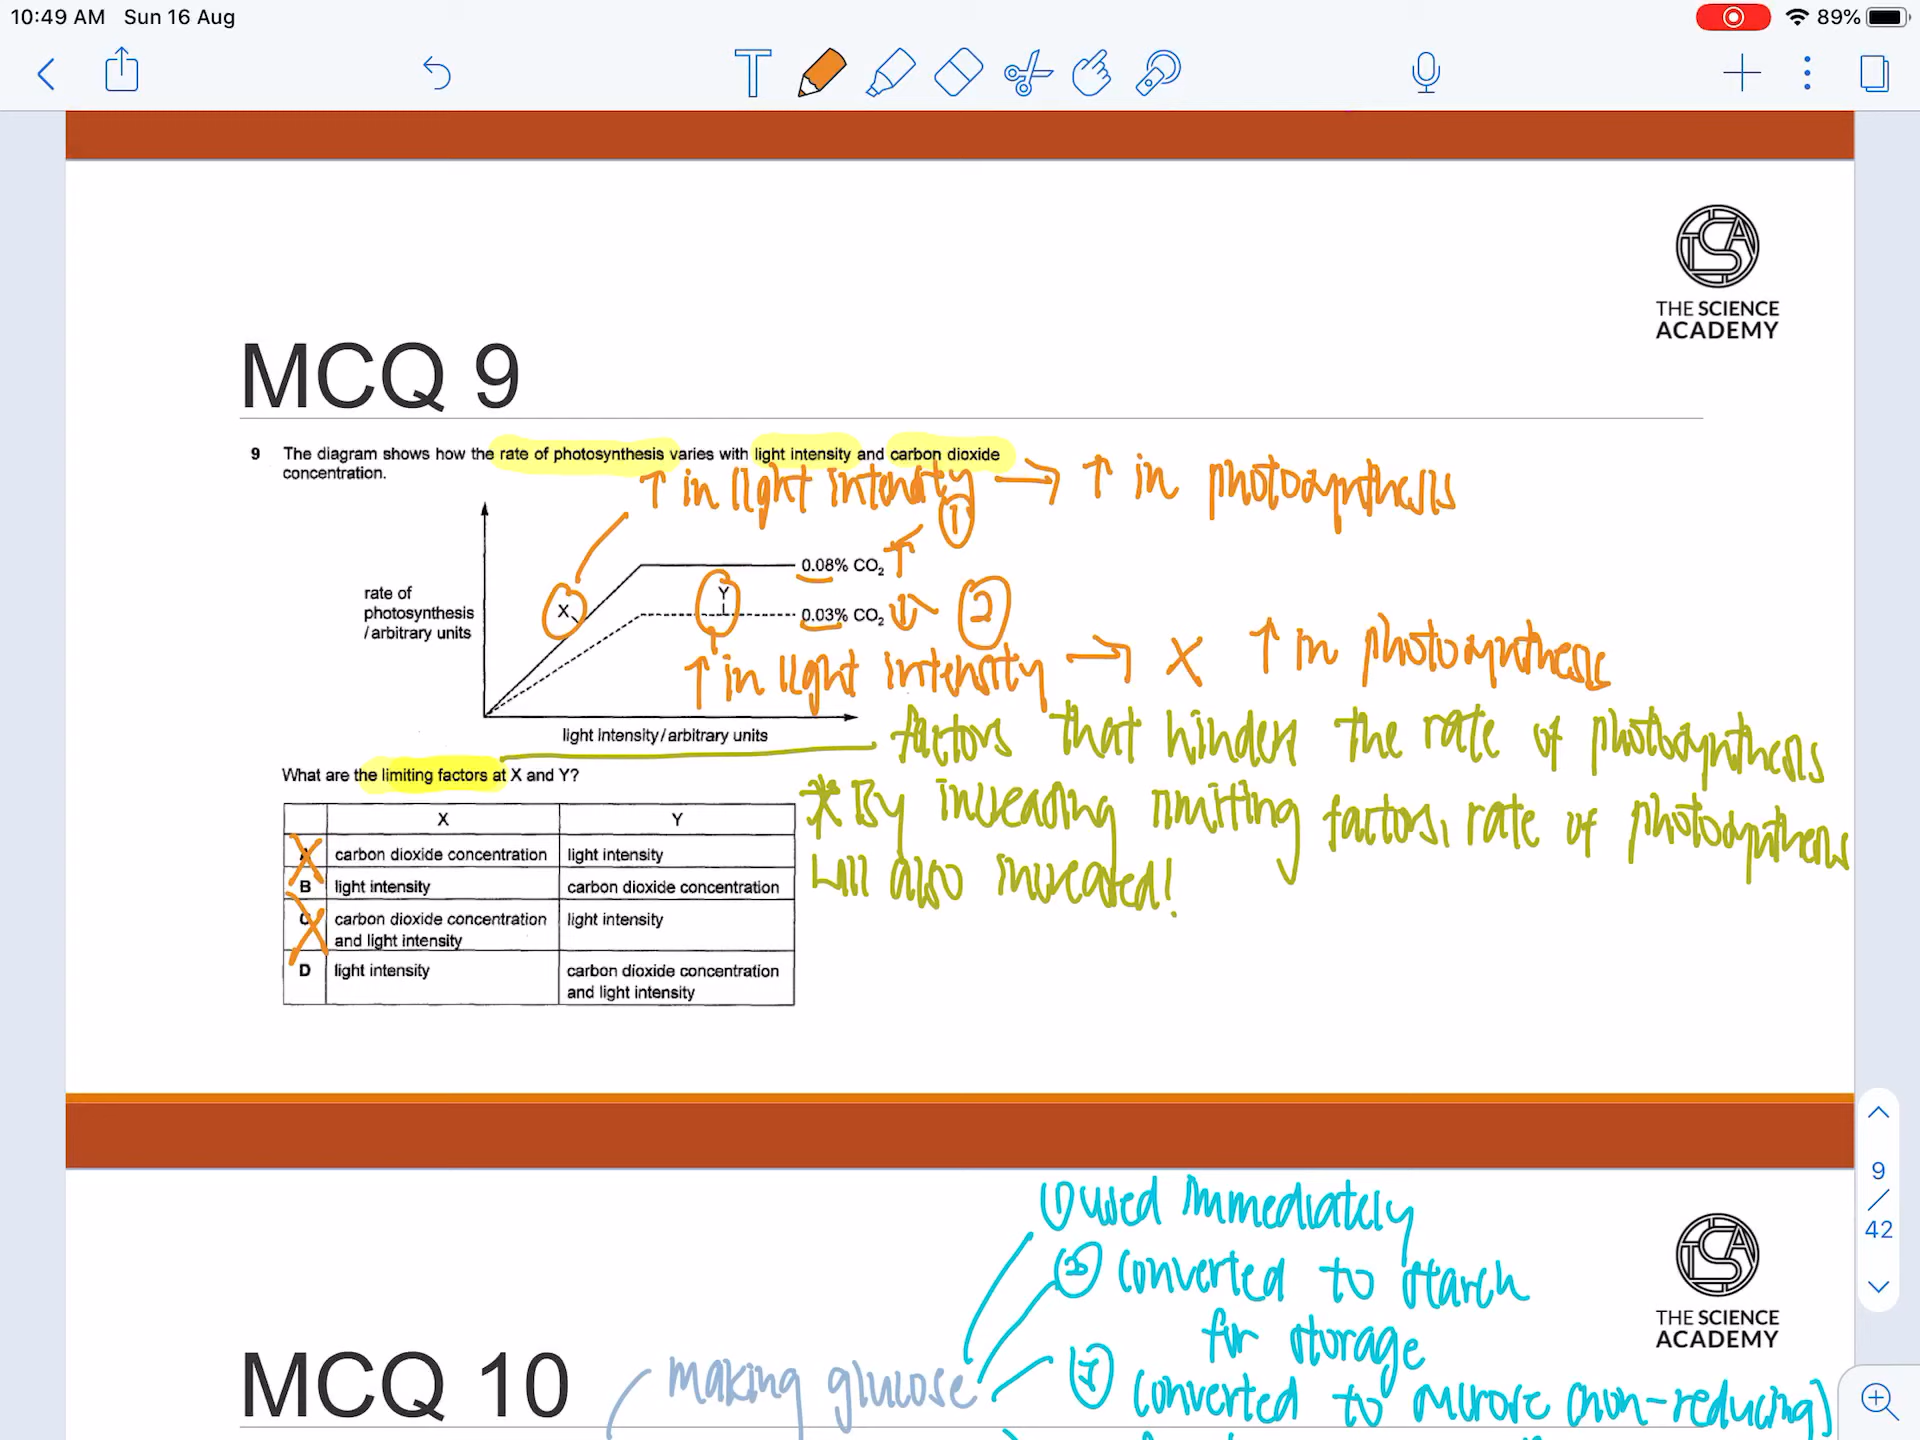 10:49 AM Sun 16 Aug
89%
THE SCIENCE
ACADEMY
MCQ 9
9 The diagram shows how the rate of photosynthesis varies with light intensity and carbon dioxide
concentration.
↑ in light intensity → ↑ in photosynthesis
①
0.08% CO₂ ↑
rate of
photosynthesis
/arbitrary units
X
Y
0.03% CO₂ ↓ ②
↑ in light intensity → X ↑ in photosynthesis
light intensity/arbitrary units
factors that hinders the rate of photosynthesis
What are the limiting factors at X and Y?
* By increasing limiting factors, rate of photosynthesis
will also increased!
X Y
A carbon dioxide concentration light intensity
B light intensity carbon dioxide concentration
C carbon dioxide concentration light intensity
and light intensity
D light intensity carbon dioxide concentration
and light intensity
9
/
42
① used immediately
② converted to starch
for storage
THE SCIENCE
ACADEMY
MCQ 10
making glucose
converted to sucrose (non-reducing)